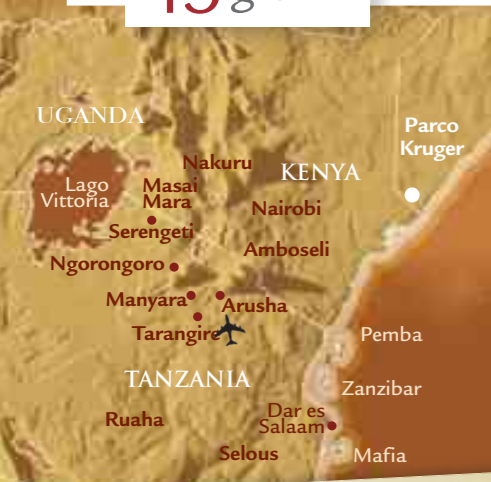 UGANDA
Parco
Kruger
Nakuru
KENYA
Lago
Vittoria
Masai
Mara
Nairobi
Serengeti
Amboseli
Ngorongoro
Manyara
Arusha
Tarangire
Pemba
TANZANIA
Zanzibar
Ruaha
Dar es
Salaam
Selous
Mafia